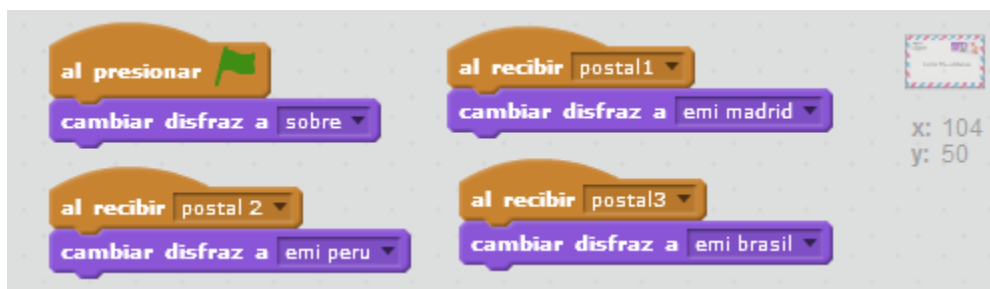 al presionar
cambiar disfraz a sobre
al recibir postal1
cambiar disfraz a emi madrid
x: 104
y: 50
al recibir postal 2
cambiar disfraz a emi peru
al recibir postal3
cambiar disfraz a emi brasil